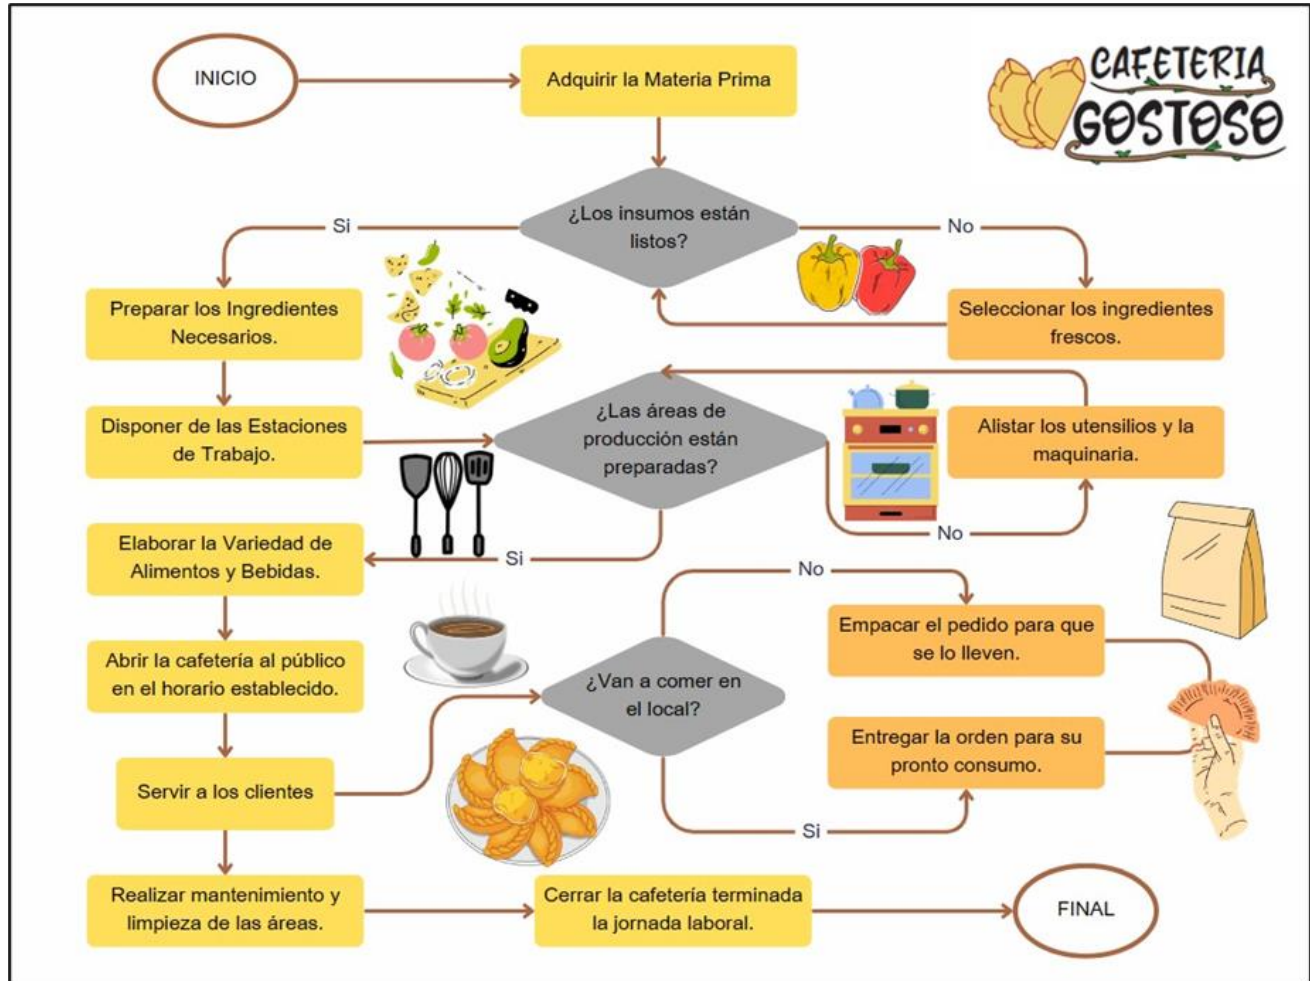 INICIO
Adquirir la Materia Prima
CAFETERIA
GOSTOSO
¿Los insumos están
listos?
Si
No
Preparar los Ingredientes
Necesarios.
Seleccionar los ingredientes
frescos.
Disponer de las Estaciones
de Trabajo.
¿Las áreas de
producción están
preparadas?
Alistar los utensilios y la
maquinaria.
No
Si
Elaborar la Variedad de
Alimentos y Bebidas.
No
Empacar el pedido para que
se lo lleven.
Abrir la cafetería al público
en el horario establecido.
¿Van a comer en
el local?
Entregar la orden para su
pronto consumo.
Servir a los clientes
Si
Realizar mantenimiento y
limpieza de las áreas.
Cerrar la cafetería terminada
la jornada laboral.
FINAL